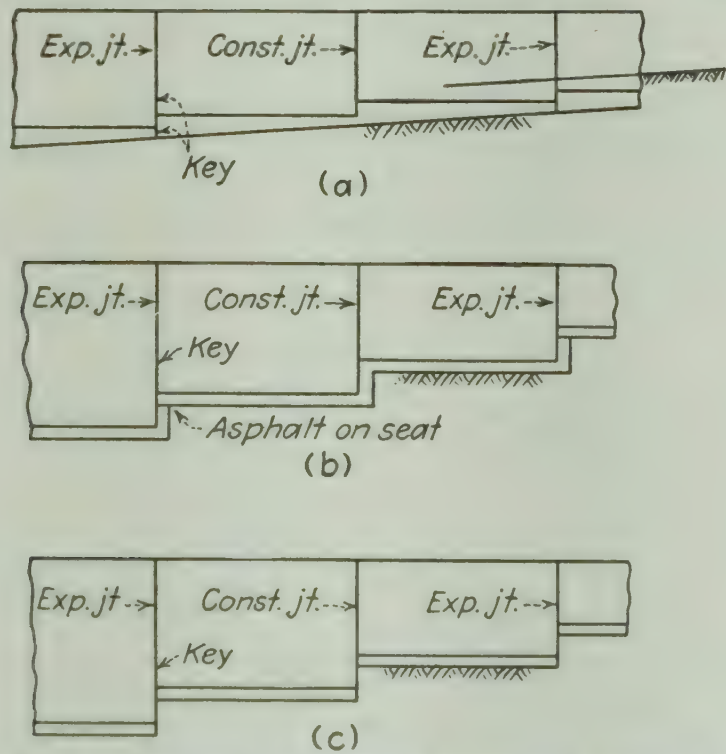 Exp. jt. Const. jt. Exp. jt.
Key
(a)
Exp. jt. Const. jt. Exp. jt.
Key
Asphalt on seat
(b)
Exp. jt. Const. jt. Exp. jt.
Key
(c)